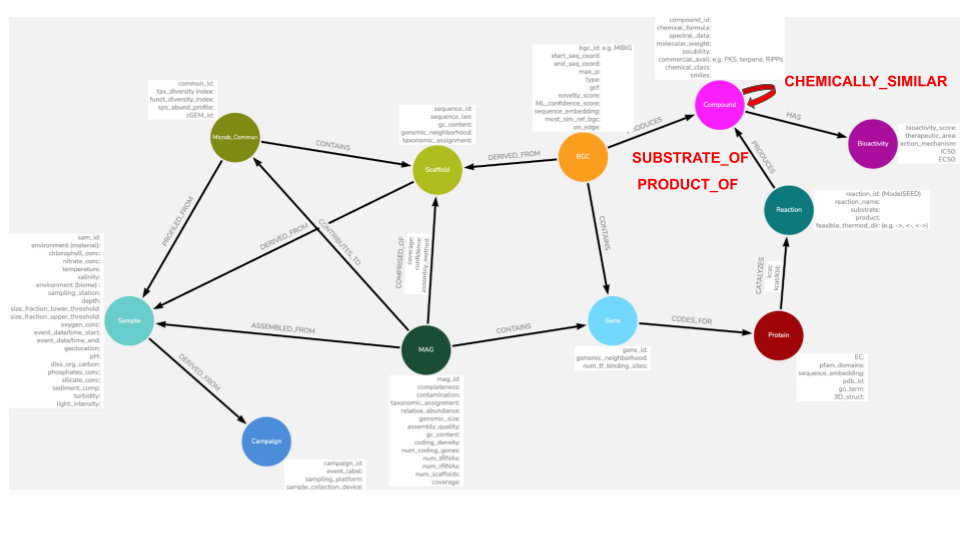 compound_id:
chemical_formula:
spectral_data:
molecular_weight:
solubility:
commercial_avail: e.g. PKS, terpene, RIPPs
chemical_class:
smiles:
CHEMICALLY_SIMILAR
Compound
HAS
bgc_id: e.g. MIBIG
start_seq_coord:
end_seq_coord:
max_p:
type:
gcf:
novelty_score:
ML_confidence_score:
sequence_embedding:
most_sim_ref_bgc:
on_edge:
commun_id:
tax_diversity index:
funct_diversity_index:
sps_abund_profile:
cGEM_id:
Microb_Commun
CONTAINS
sequence_id:
sequence_len:
gc_content:
genomic_neighborhood:
taxonomic_assignment:
Scaffold
DERIVED_FROM
BGC
PRODUCES
SUBSTRATE_OF
PRODUCT_OF
PRODUCES
Bioactivity
bioactivity_score:
therapeutic_area:
action_mechanism:
IC50:
EC50:
Reaction
reaction_id: (ModelSEED)
reaction_name:
substrate:
product:
feasible_thermod_dir: (e.g. ->, <-, <->)
PROFILED_FROM
DERIVED_FROM
CONTRIBUTES_TO
COMPRISED_OF
coverage:
confidence:
assembly_method:
CONTAINS
CATALYZES
kcat:
kcat/Km:
sam_id:
environment (material):
chlorophyll_conc:
nitrate_conc:
temperature:
salinity:
environment (biome) :
sampling_station:
depth:
size_fraction_lower_threshold:
size_fraction_upper_threshold:
oxygen_conc:
event_date/time_start:
event_date/time_end:
geolocation:
pH:
diss_org_carbon:
phosphates_conc:
silicate_conc:
sediment_comp:
turbidity:
light_intensity:
Sample
ASSEMBLED_FROM
MAG
CONTAINS
Gene
CODES_FOR
Protein
gene_id:
genomic_neighborhood:
num_tf_binding_sites:
EC:
pfam_domains:
sequence_embedding:
pdb_id:
go_term:
3D_struct:
DERIVED_FROM
Campaign
campaign_id:
event_label:
sampling_platform:
sample_collection_device:
mag_id:
completeness:
contamination:
taxonomic_assignment:
relative_abundance:
genomic_size:
assembly_quality:
gc_content:
coding_density:
num_coding_genes:
num_tRNAs:
num_rRNAs:
num_scaffolds:
coverage: